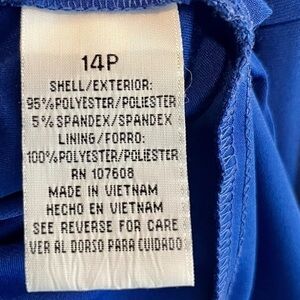 14P
SHELL/EXTERIOR:
95%POLYESTER/POLIESTER
5%SPANDEX/SPANDEX
LINING/FORRO:
100%POLYESTER/POLIESTER
RN 107608
MADE IN VIETNAM
HECHO EN VIETNAM
SEE REVERSE FOR CARE
VER AL DORSO PARA CUIDADO